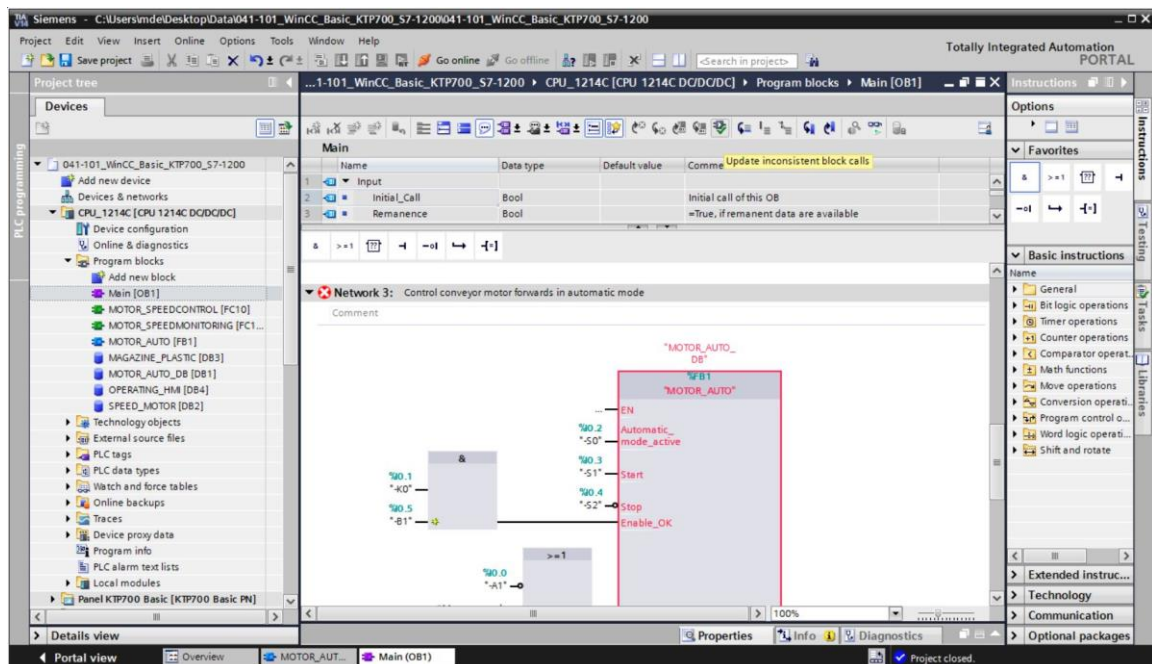 Siemens - C:\Users\mde\Desktop\Data\041-101_WinCC_Basic_KTP700_S7-1200\041-101_WinCC_Basic_KTP700_S7-1200
Project Edit View Insert Online Options Tools Window Help
Totally Integrated Automation
PORTAL
Save project
Go online
Go offline
<Search in project>
Project tree
...1-101_WinCC_Basic_KTP700_S7-1200 CPU_1214C [CPU 1214C DC/DC/DC] Program blocks Main [OB1]
Instructions
Devices
Options
PLC programming
Update inconsistent block calls
Main
Name Data type Default value Comme
1 Input
2 Initial_Call Bool Initial call of this OB
3 Remanence Bool =True, if remanent data are available
041-101_WinCC_Basic_KTP700_S7-1200
Add new device
Devices & networks
CPU_1214C [CPU 1214C DC/DC/DC]
Device configuration
Online & diagnostics
Program blocks
Add new block
Main [OB1]
MOTOR_SPEEDCONTROL [FC10]
MOTOR_SPEEDMONITORING [FC1...
MOTOR_AUTO [FB1]
MAGAZINE_PLASTIC [DB3]
MOTOR_AUTO_DB [DB1]
OPERATING_HMI [DB4]
SPEED_MOTOR [DB2]
Technology objects
External source files
PLC tags
PLC data types
Watch and force tables
Online backups
Traces
Device proxy data
Program info
PLC alarm text lists
Local modules
Panel KTP700 Basic [KTP700 Basic PN]
Details view
& >=1 ??
Network 3: Control conveyor motor forwards in automatic mode
Comment
"MOTOR_AUTO_
DB"
%FB1
"MOTOR_AUTO"
... EN
%I0.2
"-S0"
Automatic_
mode_active
%I0.3
"-S1" Start
%I0.4
"-S2" Stop
Enable_OK
&
%I0.1
"-K0"
%I0.5
"-B1"
>=1
%I0.0
"-A1"
100%
Properties Info Diagnostics
Favorites
& >=1 ??
Basic instructions
Name
General
Bit logic operations
Timer operations
Counter operations
Comparator operat...
Math functions
Move operations
Conversion operati...
Program control o...
Word logic operati...
Shift and rotate
Extended instruc...
Technology
Communication
Optional packages
Instructions
Testing
Tasks
Libraries
Portal view Overview MOTOR_AUT... Main (OB1) Project closed.